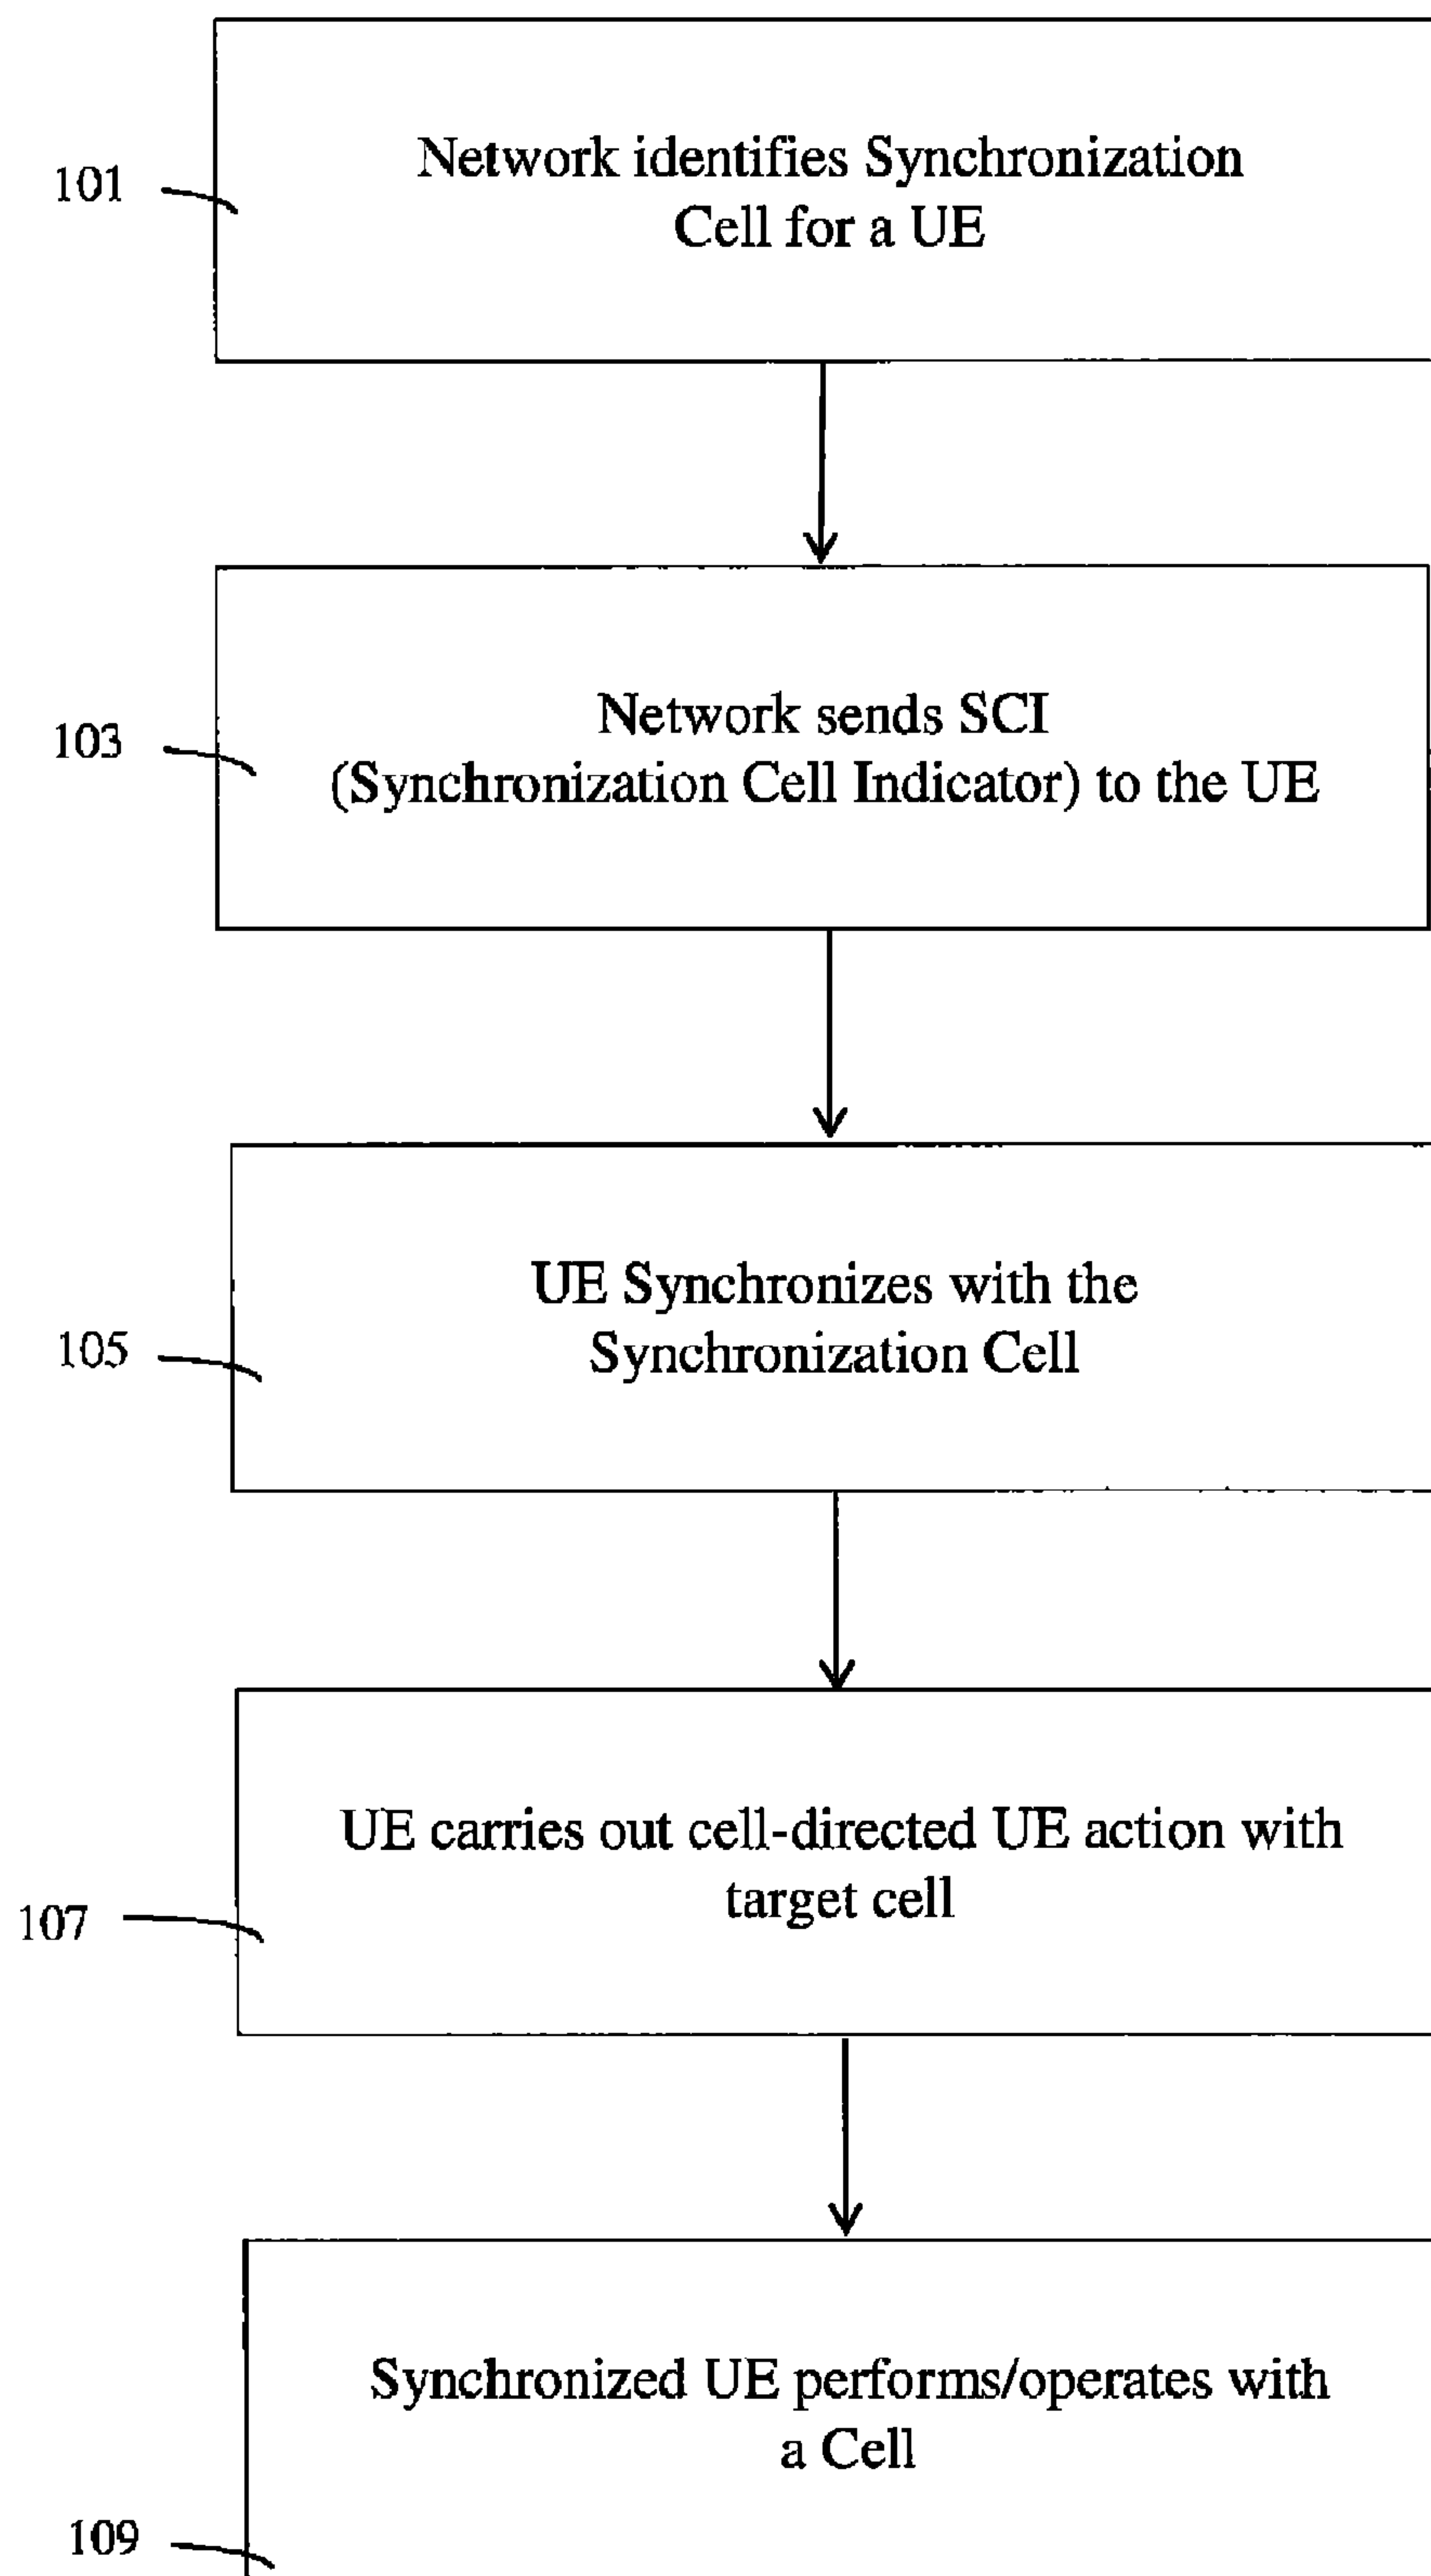 101
Network identifies Synchronization
Cell for a UE
103
Network sends SCI
(Synchronization Cell Indicator) to the UE
105
UE Synchronizes with the
Synchronization Cell
107
UE carries out cell-directed UE action with
target cell
109
Synchronized UE performs/operates with
a Cell